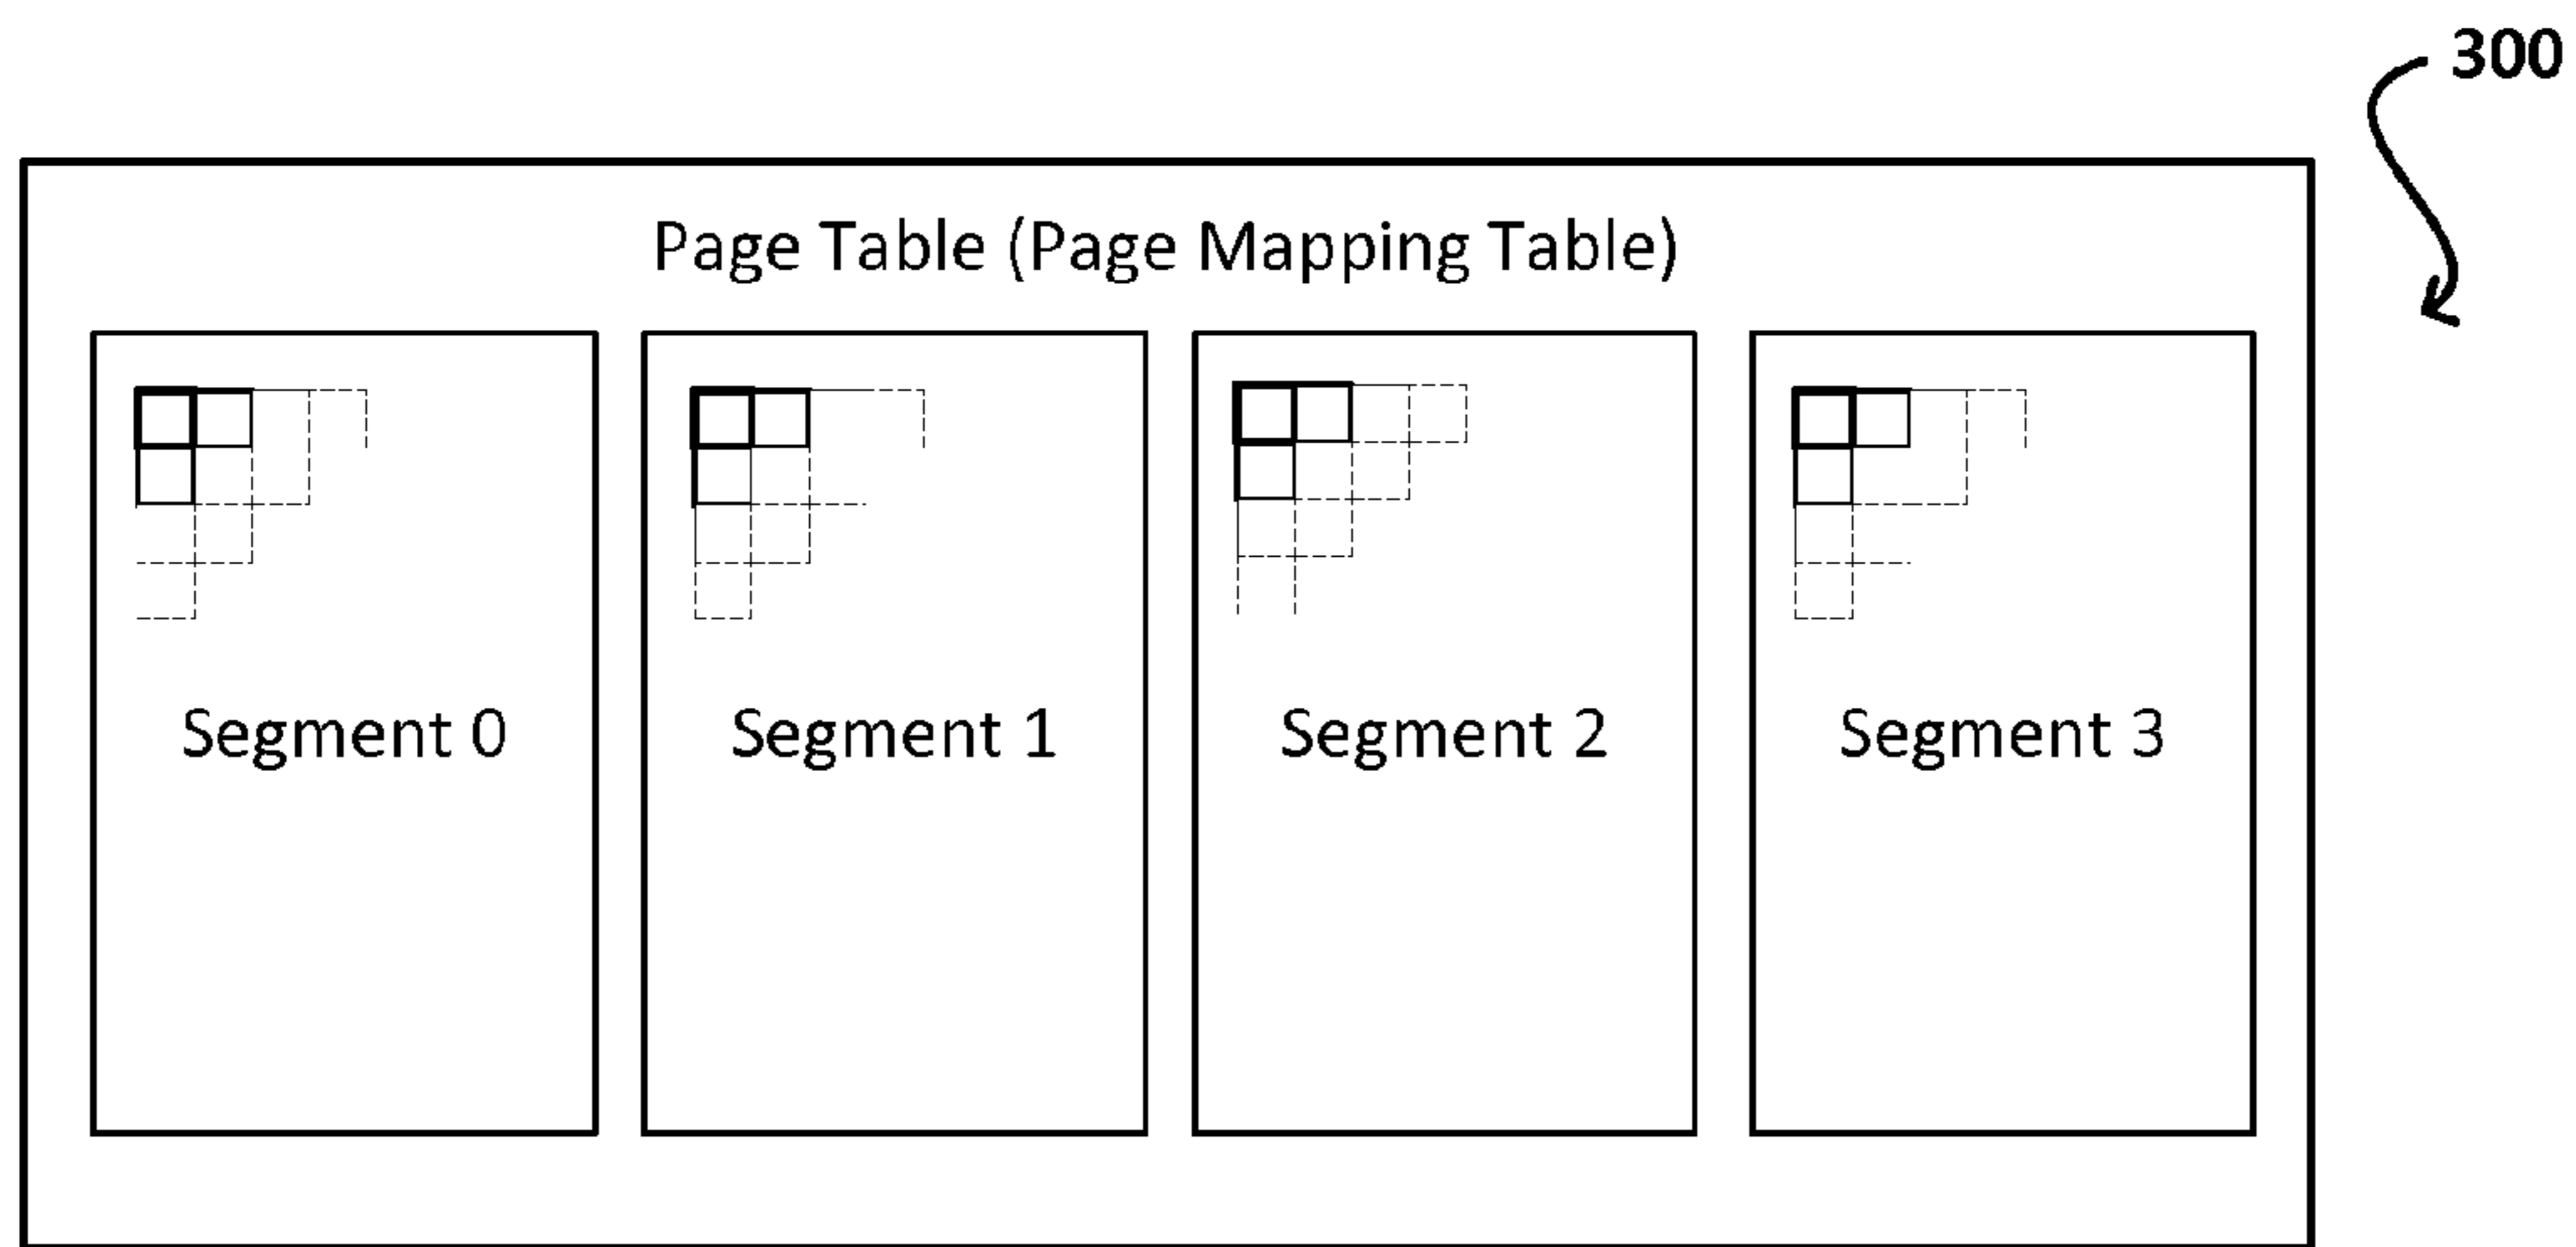 300
Page Table (Page Mapping Table)
Segment 0
Segment 1
Segment 2
Segment 3